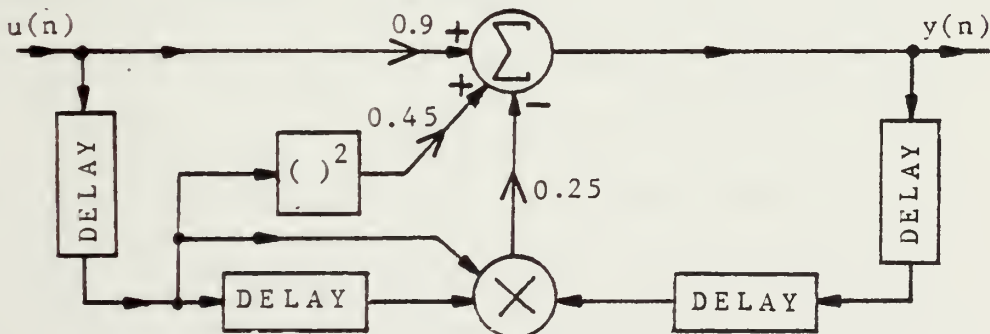 u(n)
0.9
+
Σ
y(n)
+
-
0.45
( )²
0.25
DELAY
DELAY
DELAY
×
DELAY